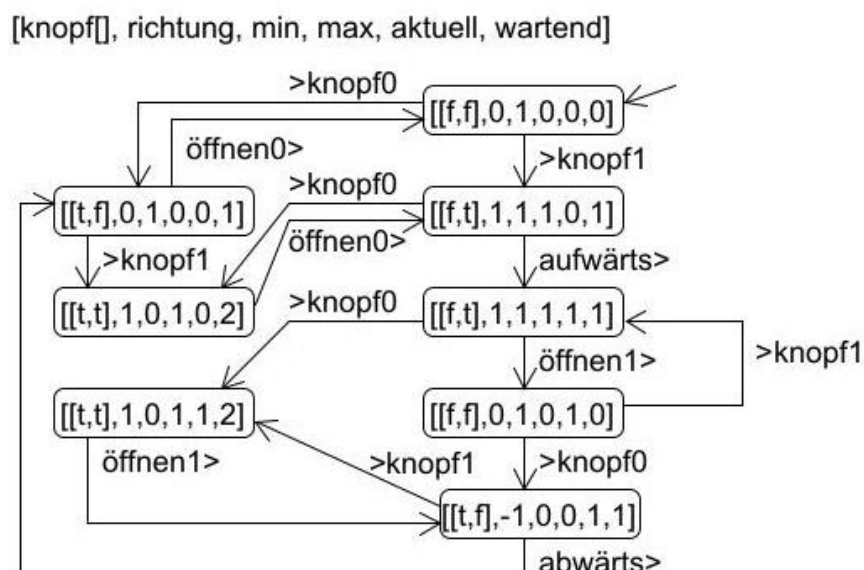 [knopf[], richtung, min, max, aktuell, wartend]
>knopf0
[[f,f],0,1,0,0,0]
öffnen0>
>knopf1
>knopf0
[[t,f],0,1,0,0,1]
[[f,t],1,1,1,0,1]
öffnen0>
>knopf1
aufwärts>
[[t,t],1,0,1,0,2]
>knopf0
[[f,t],1,1,1,1,1]
öffnen1>
>knopf1
[[t,t],1,0,1,1,2]
[[f,f],0,1,0,1,0]
öffnen1>
>knopf1
>knopf0
[[t,f],-1,0,0,1,1]
abwärts>